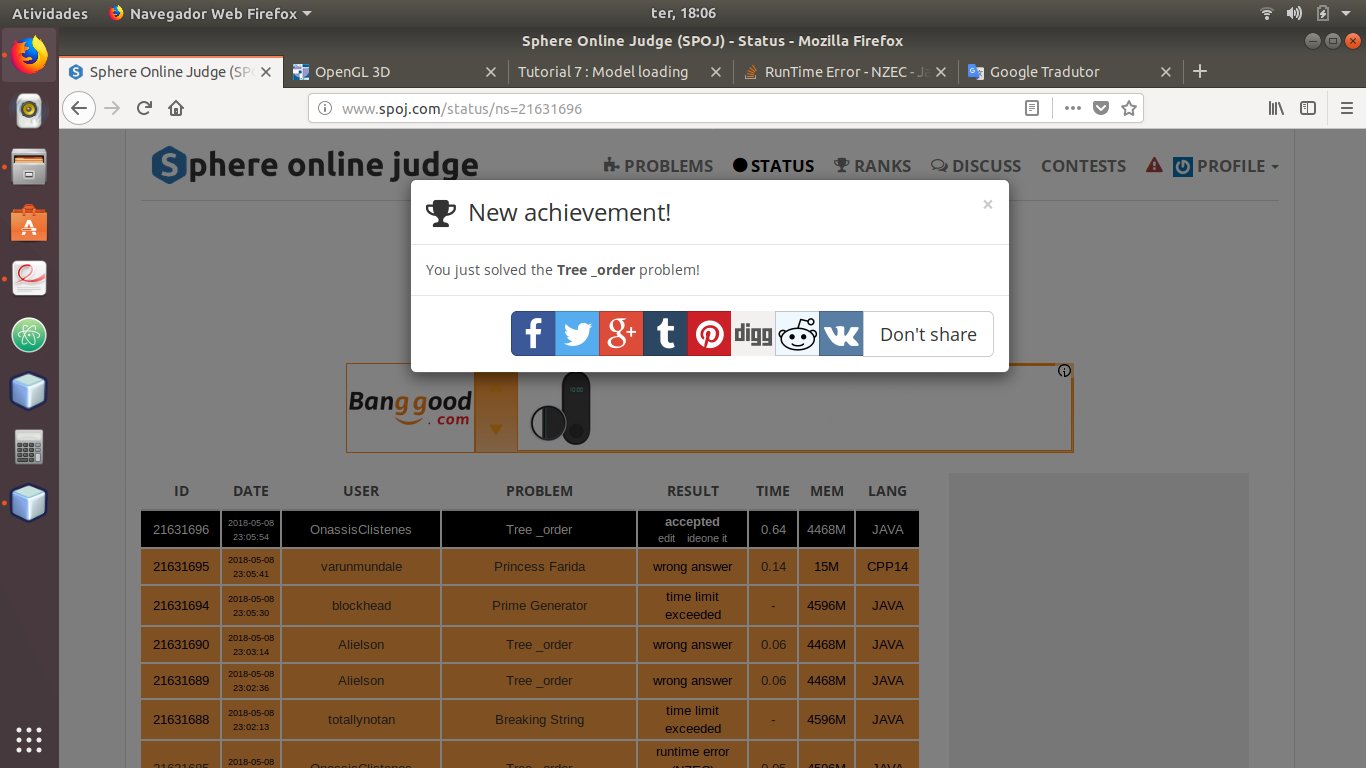 Atividades Navegador Web Firefox ter, 18:06
Sphere Online Judge (SPOJ) - Status - Mozilla Firefox
Sphere Online Judge (SP OpenGL 3D Tutorial 7 : Model loading RunTime Error - NZEC - Google Tradutor
www.spoj.com/status/ns=21631696
Sphere online judge PROBLEMS STATUS RANKS DISCUSS CONTESTS PROFILE
New achievement! ×
You just solved the Tree _order problem!
f g+ t digg Don't share
Banggood
.com
10:00
ID DATE USER PROBLEM RESULT TIME MEM LANG
21631696 2018-05-08 23:05:54 OnassisClistenes Tree _order accepted edit ideone it 0.64 4468M JAVA
21631695 2018-05-08 23:05:41 varunmundale Princess Farida wrong answer 0.14 15M CPP14
21631694 2018-05-08 23:05:30 blockhead Prime Generator time limit exceeded - 4596M JAVA
21631690 2018-05-08 23:03:14 Alielson Tree _order wrong answer 0.06 4468M JAVA
21631689 2018-05-08 23:02:36 Alielson Tree _order wrong answer 0.06 4468M JAVA
21631688 2018-05-08 23:02:13 totallynotan Breaking String time limit exceeded - 4596M JAVA
2018-05-08 OnassisClistenes Tree _order runtime error